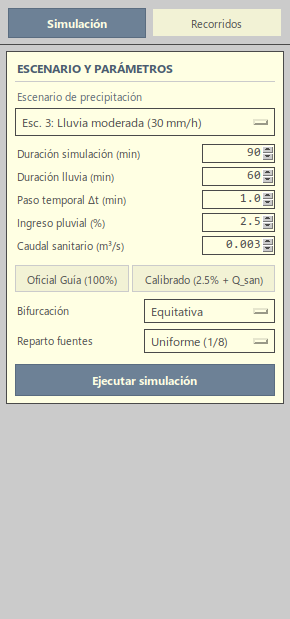 Simulación
Recorridos
ESCENARIO Y PARÁMETROS
Escenario de precipitación
Esc. 3: Lluvia moderada (30 mm/h)
Duración simulación (min) 90
Duración lluvia (min) 60
Paso temporal Δt (min) 1.0
Ingreso pluvial (%) 2.5
Caudal sanitario (m³/s) 0.003
Oficial Guía (100%)
Calibrado (2.5% + Q_san)
Bifurcación Equitativa
Reparto fuentes Uniforme (1/8)
Ejecutar simulación